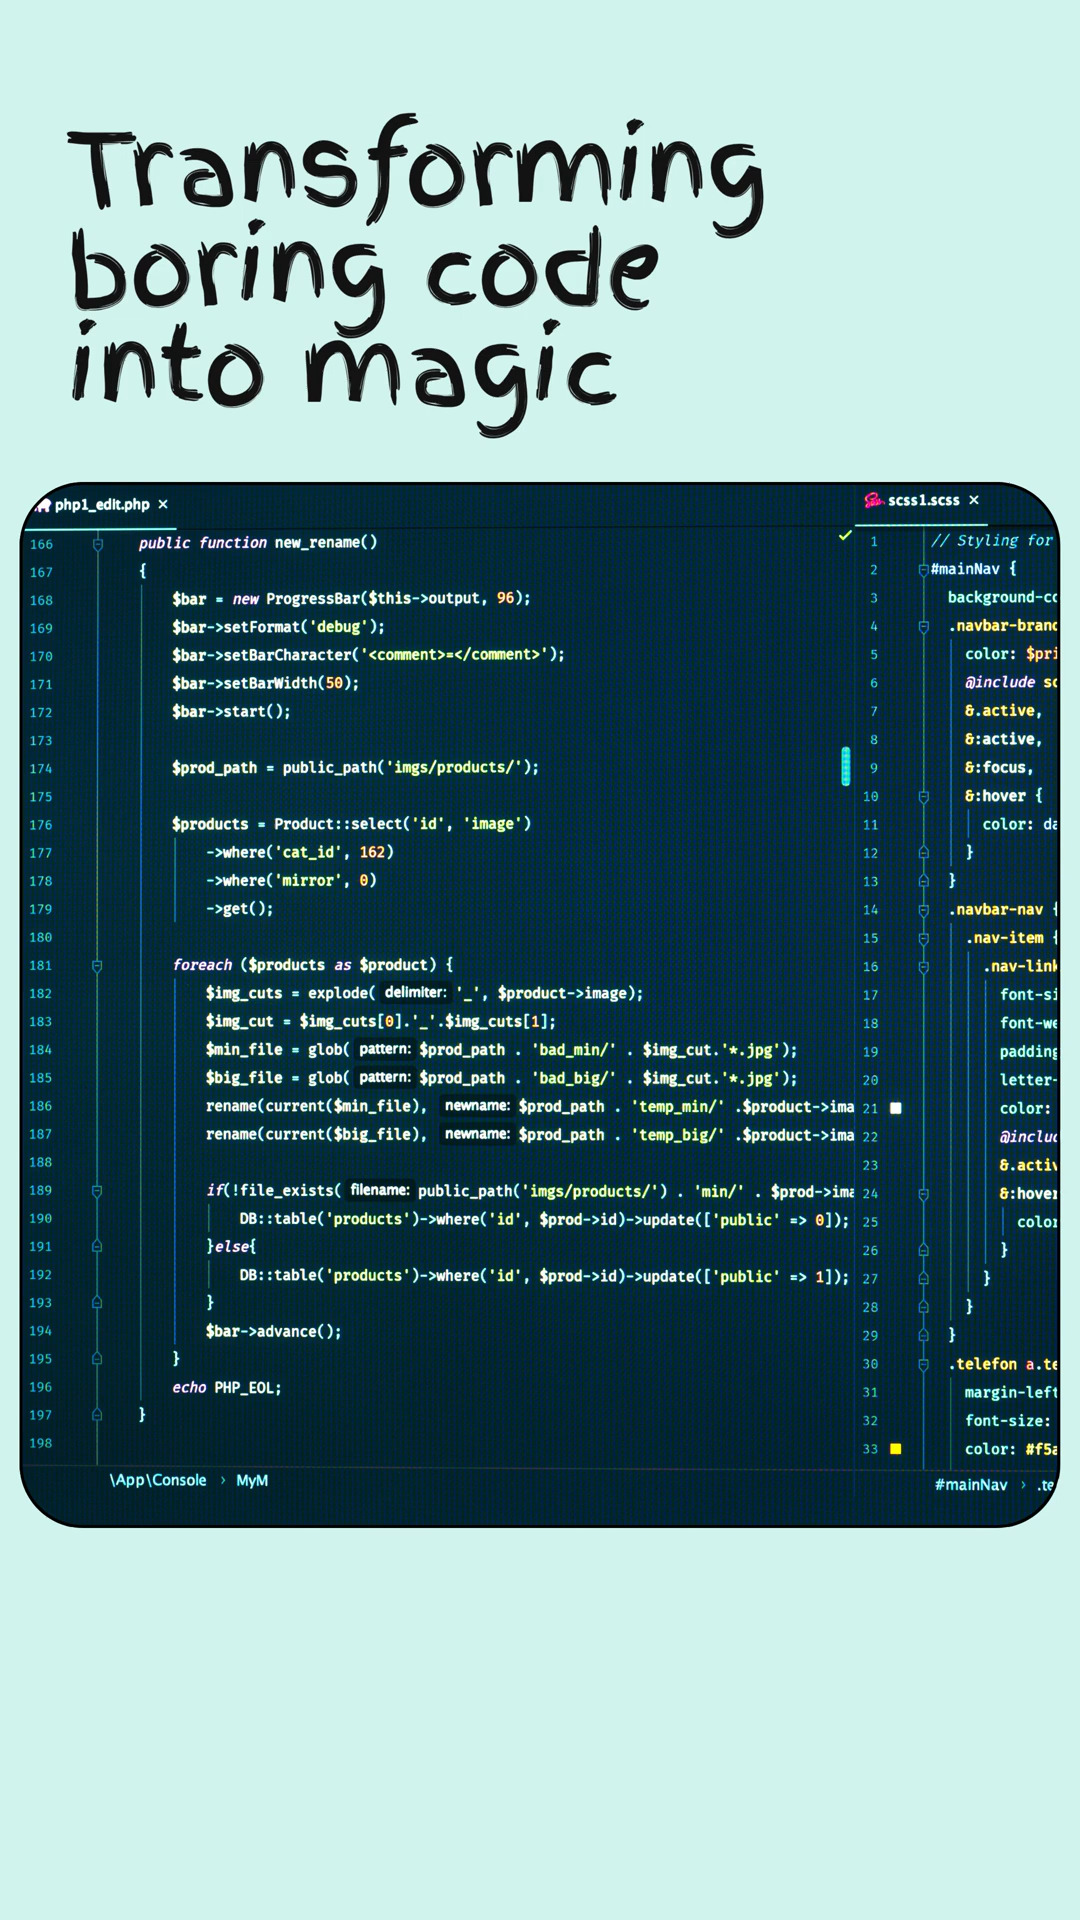 Transforming
boring code
into magic
php1_edit.php ×
166 public function new_rename()
167 {
168 $bar = new ProgressBar($this->output, 96);
169 $bar->setFormat('debug');
170 $bar->setBarCharacter('<comment>=</comment>');
171 $bar->setBarWidth(50);
172 $bar->start();
173
174 $prod_path = public_path('imgs/products/');
175
176 $products = Product::select('id', 'image')
177 ->where('cat_id', 162)
178 ->where('mirror', 0)
179 ->get();
180
181 foreach ($products as $product) {
182 $img_cuts = explode( delimiter: '_', $product->image);
183 $img_cut = $img_cuts[0].'_'.$img_cuts[1];
184 $min_file = glob( pattern: $prod_path . 'bad_min/' . $img_cut.'*.jpg');
185 $big_file = glob( pattern: $prod_path . 'bad_big/' . $img_cut.'*.jpg');
186 rename(current($min_file), newname: $prod_path . 'temp_min/' .$product->ima
187 rename(current($big_file), newname: $prod_path . 'temp_big/' .$product->ima
188
189 if(!file_exists( filename: public_path('imgs/products/') . 'min/' . $prod->ima
190 DB::table('products')->where('id', $prod->id)->update(['public' => 0]);
191 }else{
192 DB::table('products')->where('id', $prod->id)->update(['public' => 1]);
193 }
194 $bar->advance();
195 }
196 echo PHP_EOL;
197 }
198
\App\Console › MyM
scss1.scss ×
1 // Styling for
2 #mainNav {
3 background-co
4 .navbar-brand
5 color: $pri
6 @include so
7 &.active,
8 &:active,
9 &:focus,
10 &:hover {
11 color: da
12 }
13 }
14 .navbar-nav {
15 .nav-item {
16 .nav-link
17 font-si
18 font-we
19 padding
20 letter-
21 color:
22 @includ
23 &.activ
24 &:hover
25 color
26 }
27 }
28 }
29 }
30 .telefon a.te
31 margin-left
32 font-size:
33 color: #f5a
#mainNav › .te